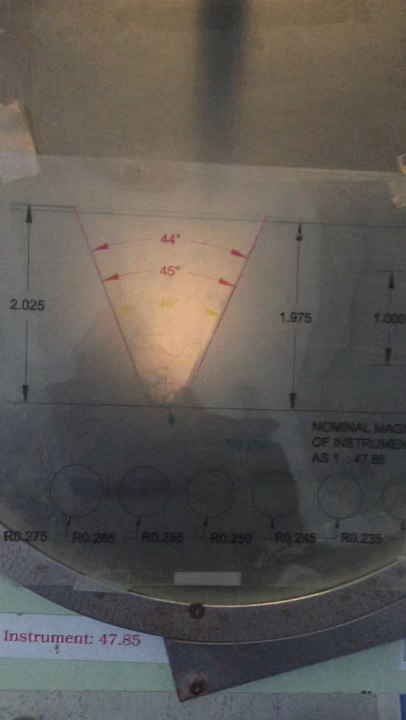 44°
45°
46°
2.025
1.975
1.000
NOMINAL MAG
OF INSTRUMEN
AS 1 : 47.85
R0.275 R0.265 R0.255 R0.250 R0.245 R0.235
Instrument: 47.85